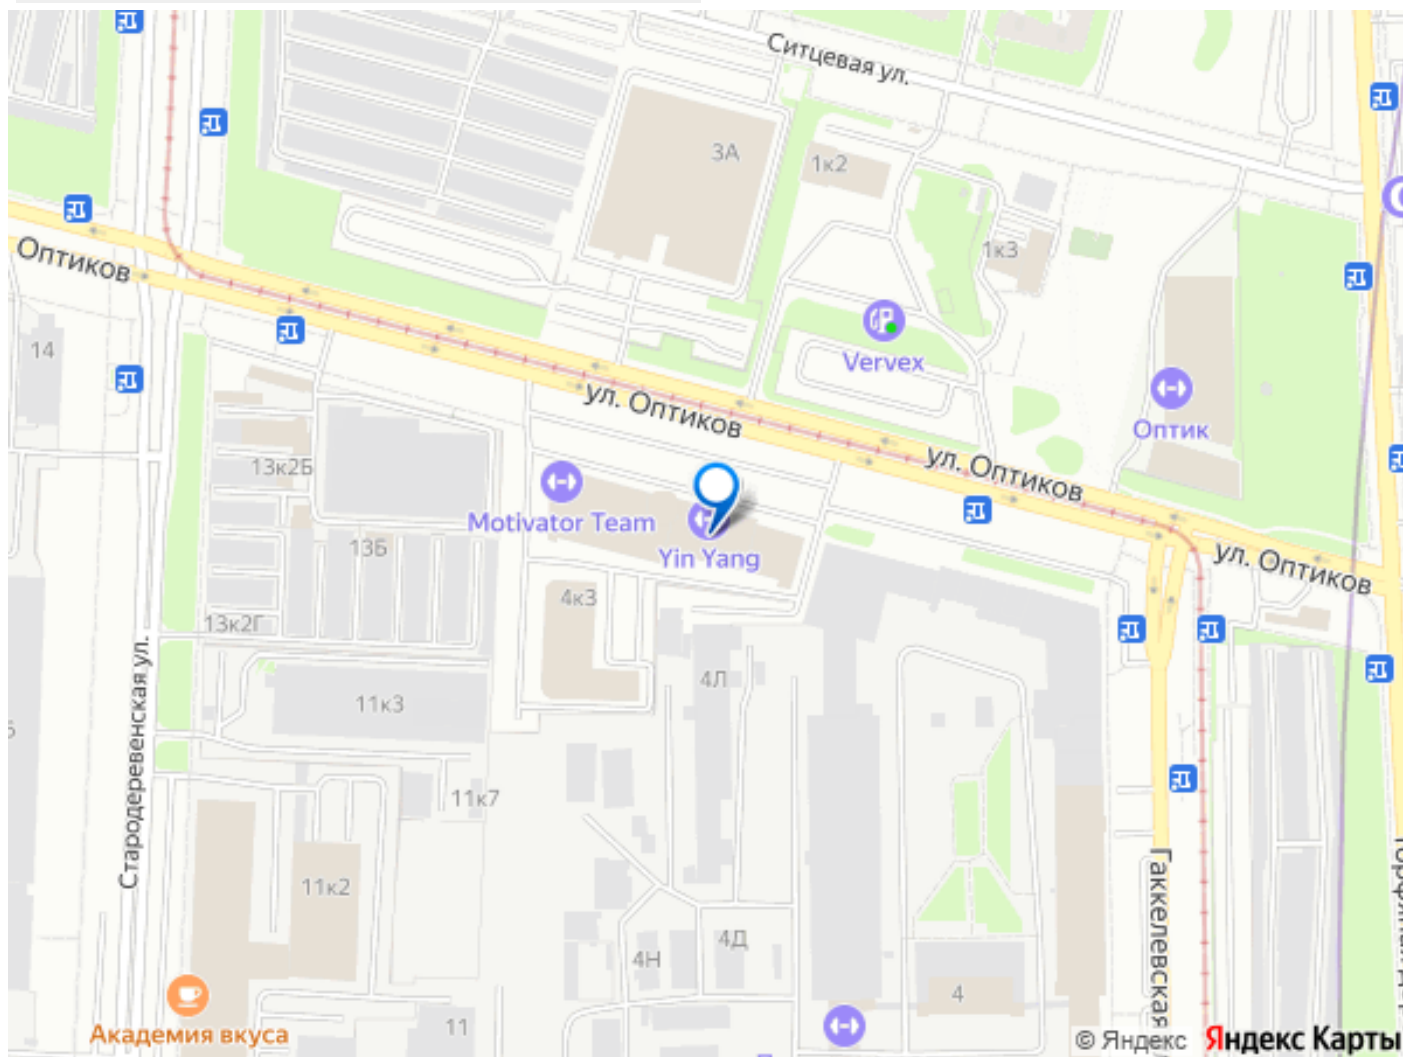 Ситцевая ул.
3А
1к2
1к3
Оптиков
14
Vervex
ул. Оптиков
Оптик
ул. Оптиков
13к2Б
Motivator Team
Yin Yang
13Б
ул. Оптиков
4к3
13к2Г
Стародеревенская ул.
4Л
11к3
11к7
11к2
Гаккелевская
4Д
4Н
4
11
Академия вкуса
© Яндекс Яндекс Карты